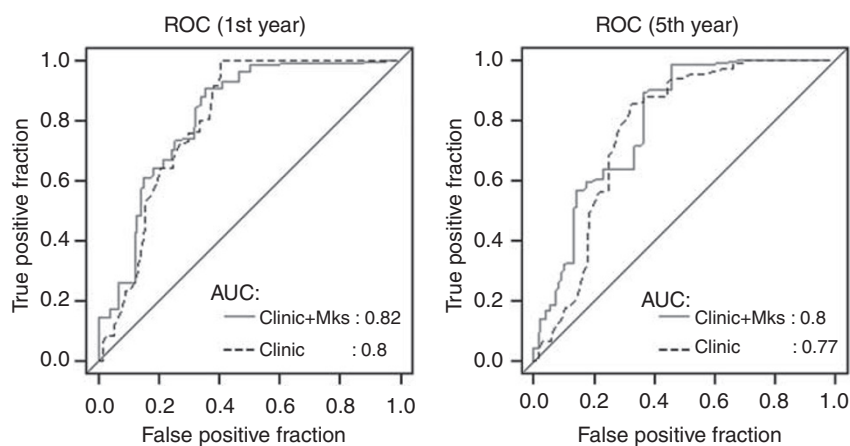 ROC (1st year)
1.0
0.8
0.6
0.4
0.2
0.0
True positive fraction
AUC:
Clinic+Mks : 0.82
Clinic : 0.8
0.0 0.2 0.4 0.6 0.8 1.0
False positive fraction
ROC (5th year)
1.0
0.8
0.6
0.4
0.2
0.0
True positive fraction
AUC:
Clinic+Mks : 0.8
Clinic : 0.77
0.0 0.2 0.4 0.6 0.8 1.0
False positive fraction